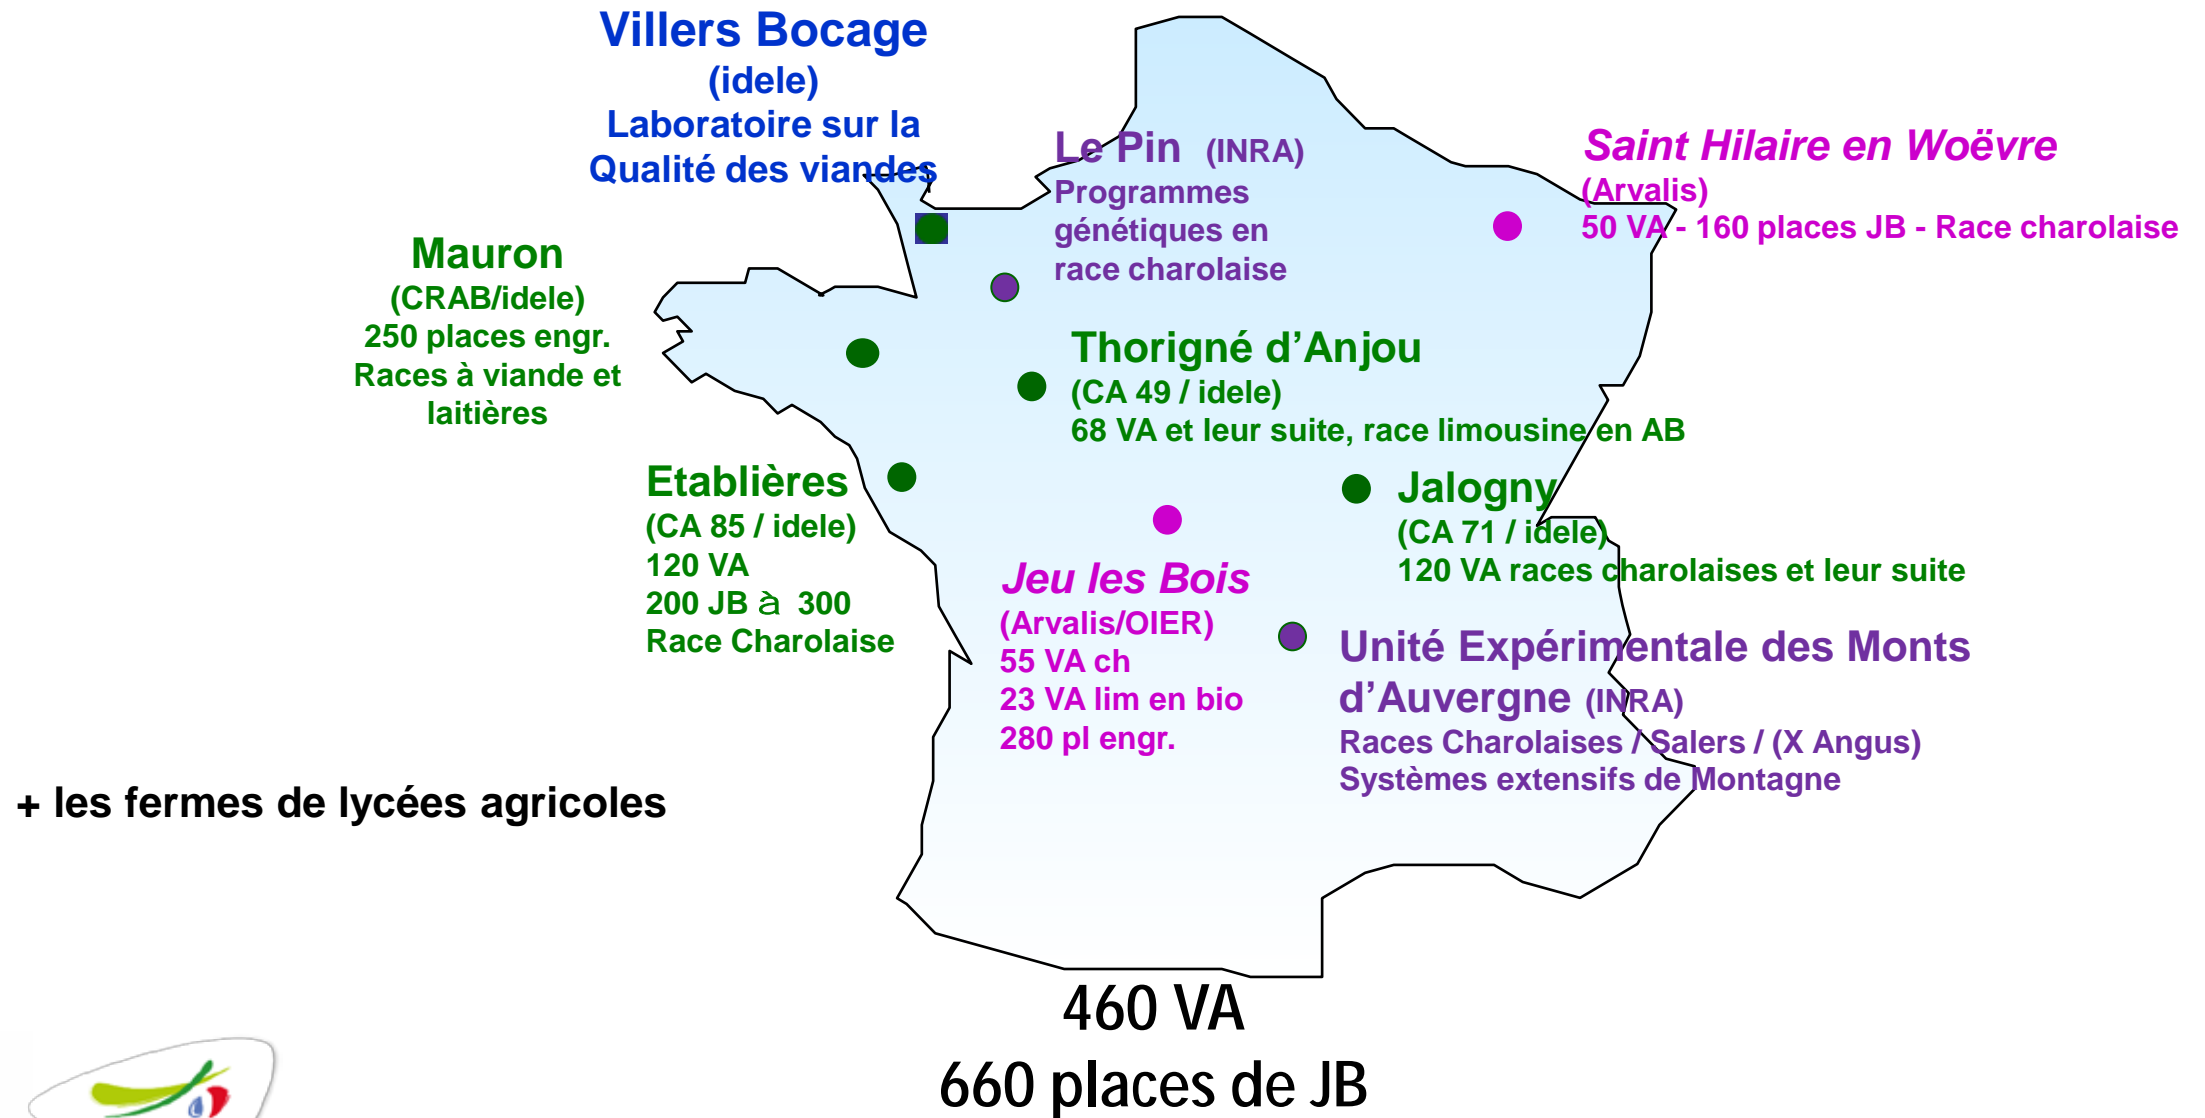 Villers Bocage
(idele)
Laboratoire sur la
Qualité des viandes
Le Pin (INRA)
Programmes
génétiques en
race charolaise
Saint Hilaire en Woëvre
(Arvalis)
50 VA - 160 places JB - Race charolaise
Mauron
(CRAB/idele)
250 places engr.
Races à viande et
laitières
Thorigné d’Anjou
(CA 49 / idele)
68 VA et leur suite, race limousine en AB
Etablières
(CA 85 / idele)
120 VA
200 JB à 300
Race Charolaise
Jalogny
(CA 71 / idele)
120 VA races charolaises et leur suite
Jeu les Bois
(Arvalis/OIER)
55 VA ch
23 VA lim en bio
280 pl engr.
Unité Expérimentale des Monts
d’Auvergne (INRA)
Races Charolaises / Salers / (X Angus)
Systèmes extensifs de Montagne
+ les fermes de lycées agricoles
460 VA
660 places de JB